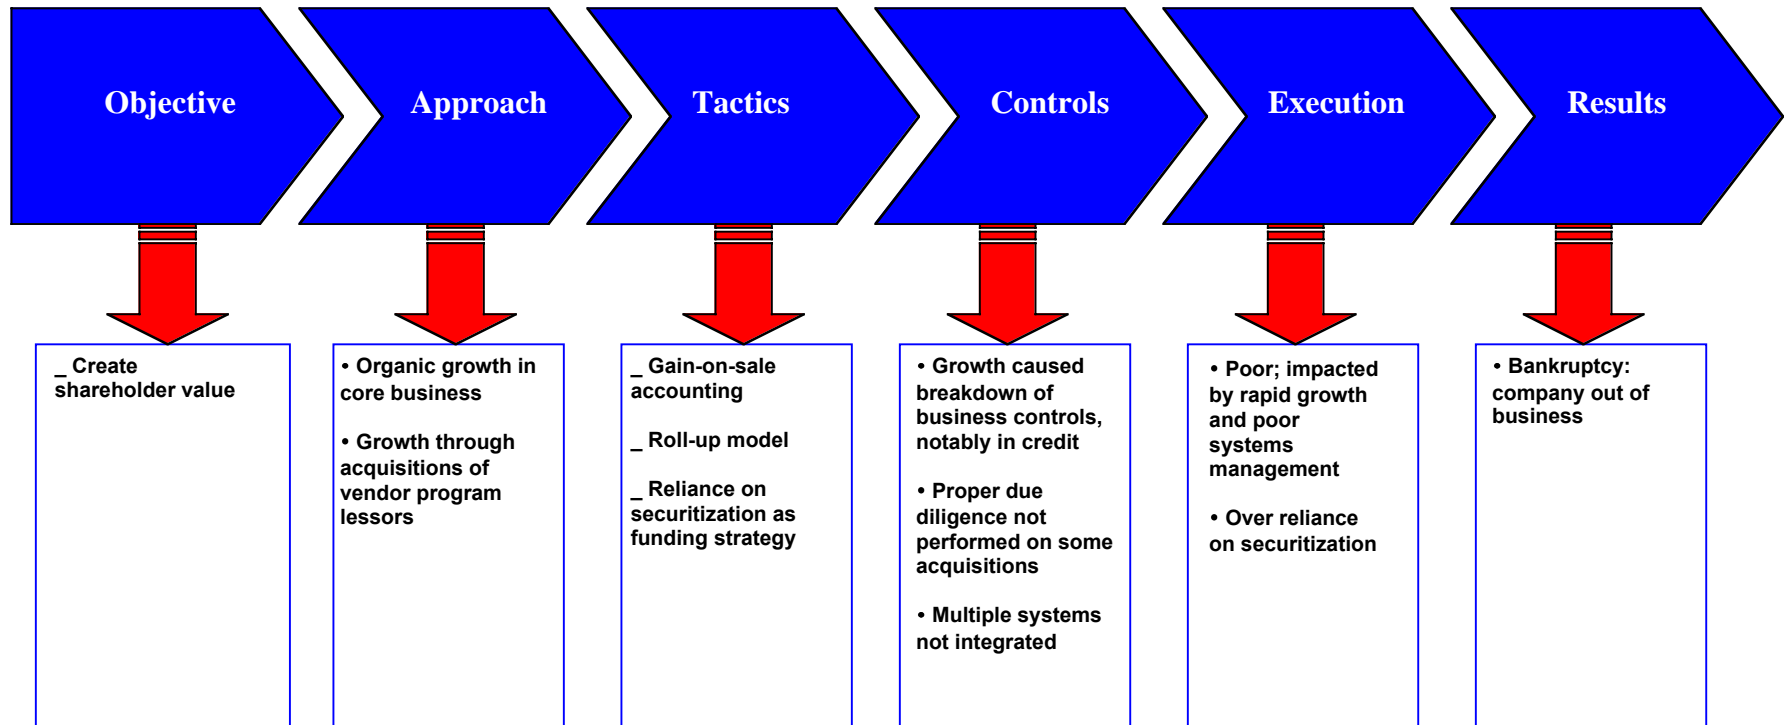 Objective
Approach
Tactics
Controls
Execution
Results
_ Create
shareholder value
• Organic growth in
core business
• Growth through
acquisitions of
vendor program
lessors
_ Gain-on-sale
accounting
_ Roll-up model
_ Reliance on
securitization as
funding strategy
• Growth caused
breakdown of
business controls,
notably in credit
• Proper due
diligence not
performed on some
acquisitions
• Multiple systems
not integrated
• Poor; impacted
by rapid growth
and poor
systems
management
• Over reliance
on securitization
• Bankruptcy:
company out of
business